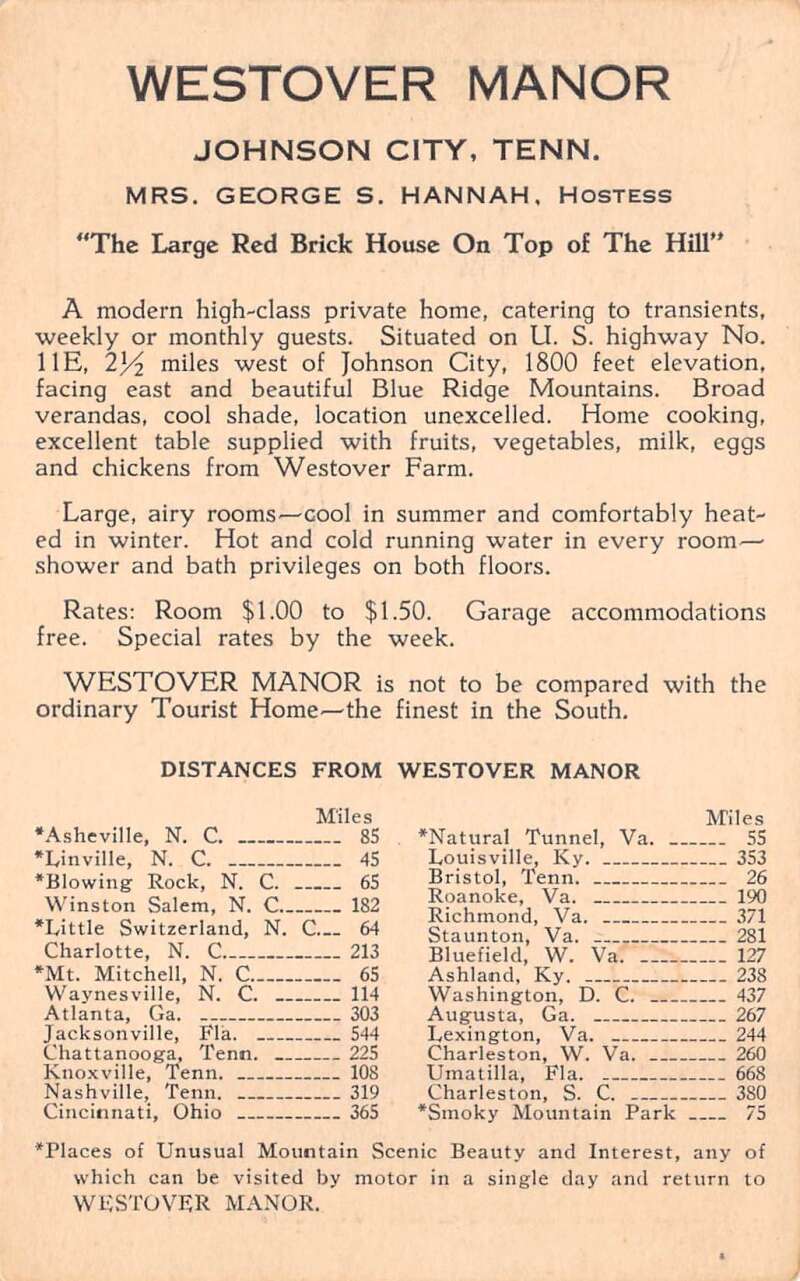 WESTOVER MANOR
JOHNSON CITY, TENN.
MRS. GEORGE S. HANNAH, HOSTESS
"The Large Red Brick House On Top of The Hill"
A modern high-class private home, catering to transients,
weekly or monthly guests. Situated on U. S. highway No.
11E, 2½ miles west of Johnson City, 1800 feet elevation,
facing east and beautiful Blue Ridge Mountains. Broad
verandas, cool shade, location unexcelled. Home cooking,
excellent table supplied with fruits, vegetables, milk, eggs
and chickens from Westover Farm.
Large, airy rooms—cool in summer and comfortably heat-
ed in winter. Hot and cold running water in every room—
shower and bath privileges on both floors.
Rates: Room $1.00 to $1.50. Garage accommodations
free. Special rates by the week.
WESTOVER MANOR is not to be compared with the
ordinary Tourist Home—the finest in the South.
DISTANCES FROM WESTOVER MANOR
Miles
*Asheville, N. C. 85
*Linville, N. C. 45
*Blowing Rock, N. C. 65
Winston Salem, N. C. 182
*Little Switzerland, N. C. 64
Charlotte, N. C. 213
*Mt. Mitchell, N. C. 65
Waynesville, N. C. 114
Atlanta, Ga. 303
Jacksonville, Fla. 544
Chattanooga, Tenn. 225
Knoxville, Tenn. 108
Nashville, Tenn. 319
Cincinnati, Ohio 365
Miles
*Natural Tunnel, Va. 55
Louisville, Ky. 353
Bristol, Tenn. 26
Roanoke, Va. 190
Richmond, Va. 371
Staunton, Va. 281
Bluefield, W. Va. 127
Ashland, Ky. 238
Washington, D. C. 437
Augusta, Ga. 267
Lexington, Va. 244
Charleston, W. Va. 260
Umatilla, Fla. 668
Charleston, S. C. 380
*Smoky Mountain Park 75
*Places of Unusual Mountain Scenic Beauty and Interest, any of
which can be visited by motor in a single day and return to
WESTOVER MANOR.